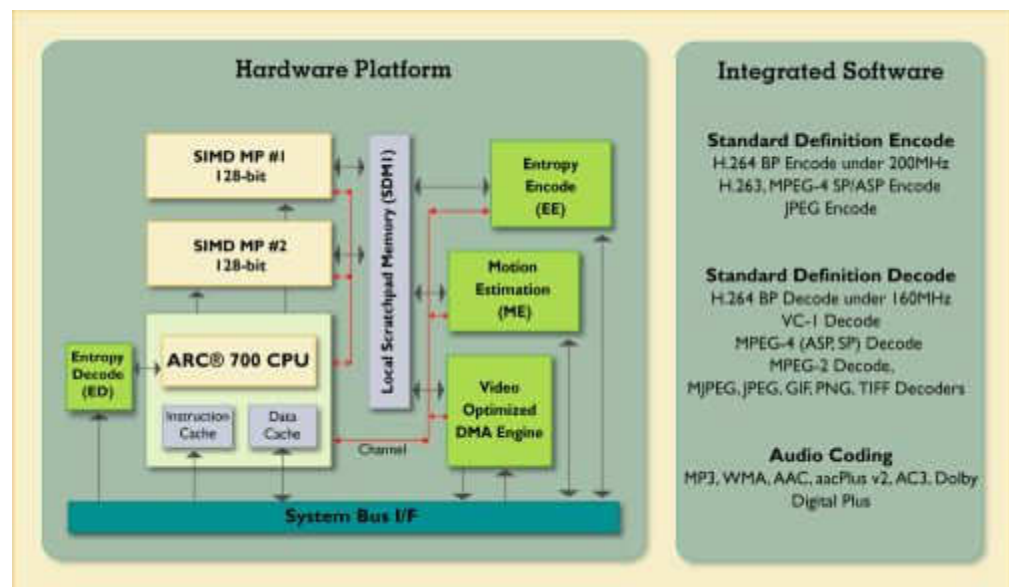 Hardware Platform
SIMD MP #1
128-bit
SIMD MP #2
128-bit
ARC® 700 CPU
Instruction
Cache
Data
Cache
Entropy
Decode
(ED)
Local Scratchpad Memory (SDM1)
Entropy
Encode
(EE)
Motion
Estimation
(ME)
Video
Optimized
DMA Engine
Channel
System Bus I/F
Integrated Software
Standard Definition Encode
H.264 BP Encode under 200MHz
H.263, MPEG-4 SP/ASP Encode
JPEG Encode
Standard Definition Decode
H.264 BP Decode under 160MHz
VC-1 Decode
MPEG-4 (ASP, SP) Decode
MPEG-2 Decode,
MJPEG, JPEG, GIF, PNG, TIFF Decoders
Audio Coding
MP3, WMA, AAC, aacPlus v2, AC3, Dolby
Digital Plus